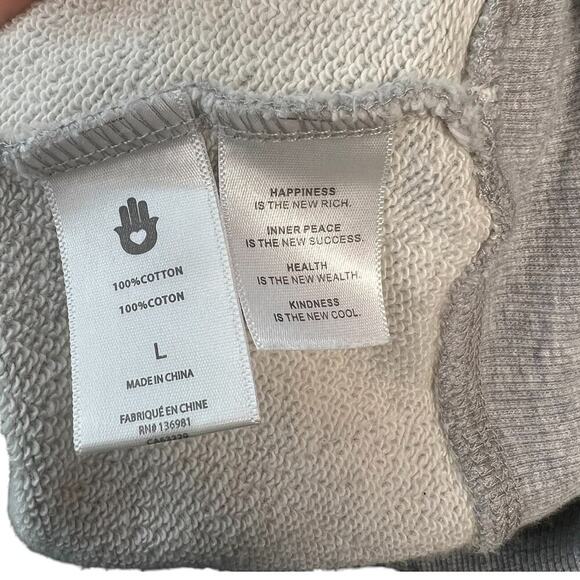 100%COTTON
100%COTON
L
MADE IN CHINA
FABRIQUÉ EN CHINE
RN# 136981
HAPPINESS
IS THE NEW RICH.
INNER PEACE
IS THE NEW SUCCESS.
HEALTH
IS THE NEW WEALTH.
KINDNESS
IS THE NEW COOL.